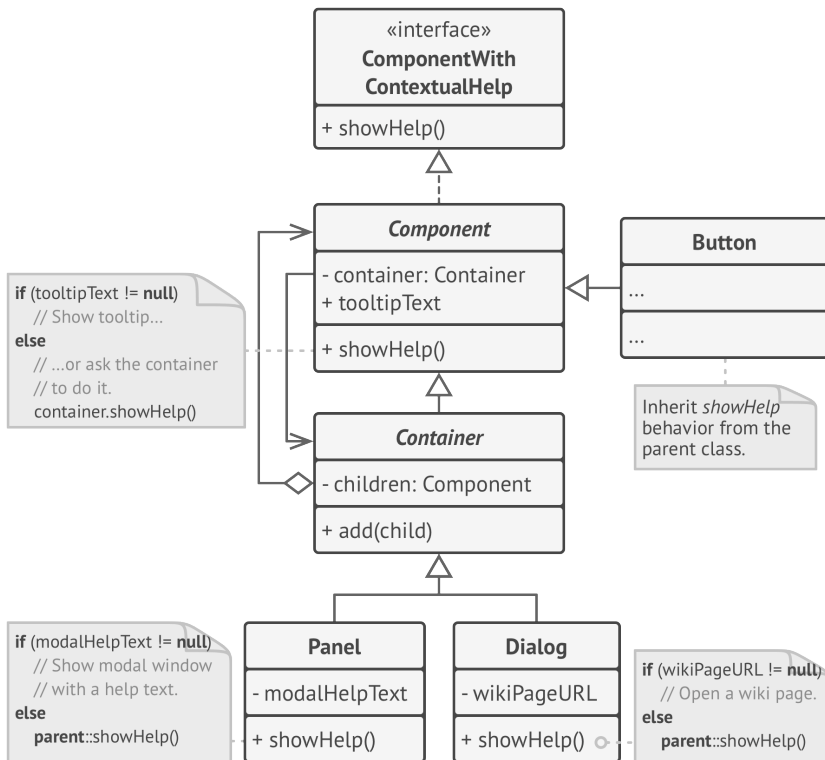 «interface»
ComponentWith
ContextualHelp
+ showHelp()
Component
- container: Container
+ tooltipText
+ showHelp()
Button
...
...
if (tooltipText != null)
// Show tooltip...
else
// ...or ask the container
// to do it.
container.showHelp()
Inherit showHelp
behavior from the
parent class.
Container
- children: Component
+ add(child)
if (modalHelpText != null)
// Show modal window
// with a help text.
else
parent::showHelp()
Panel
- modalHelpText
+ showHelp()
Dialog
- wikiPageURL
+ showHelp()
if (wikiPageURL != null)
// Open a wiki page.
else
parent::showHelp()